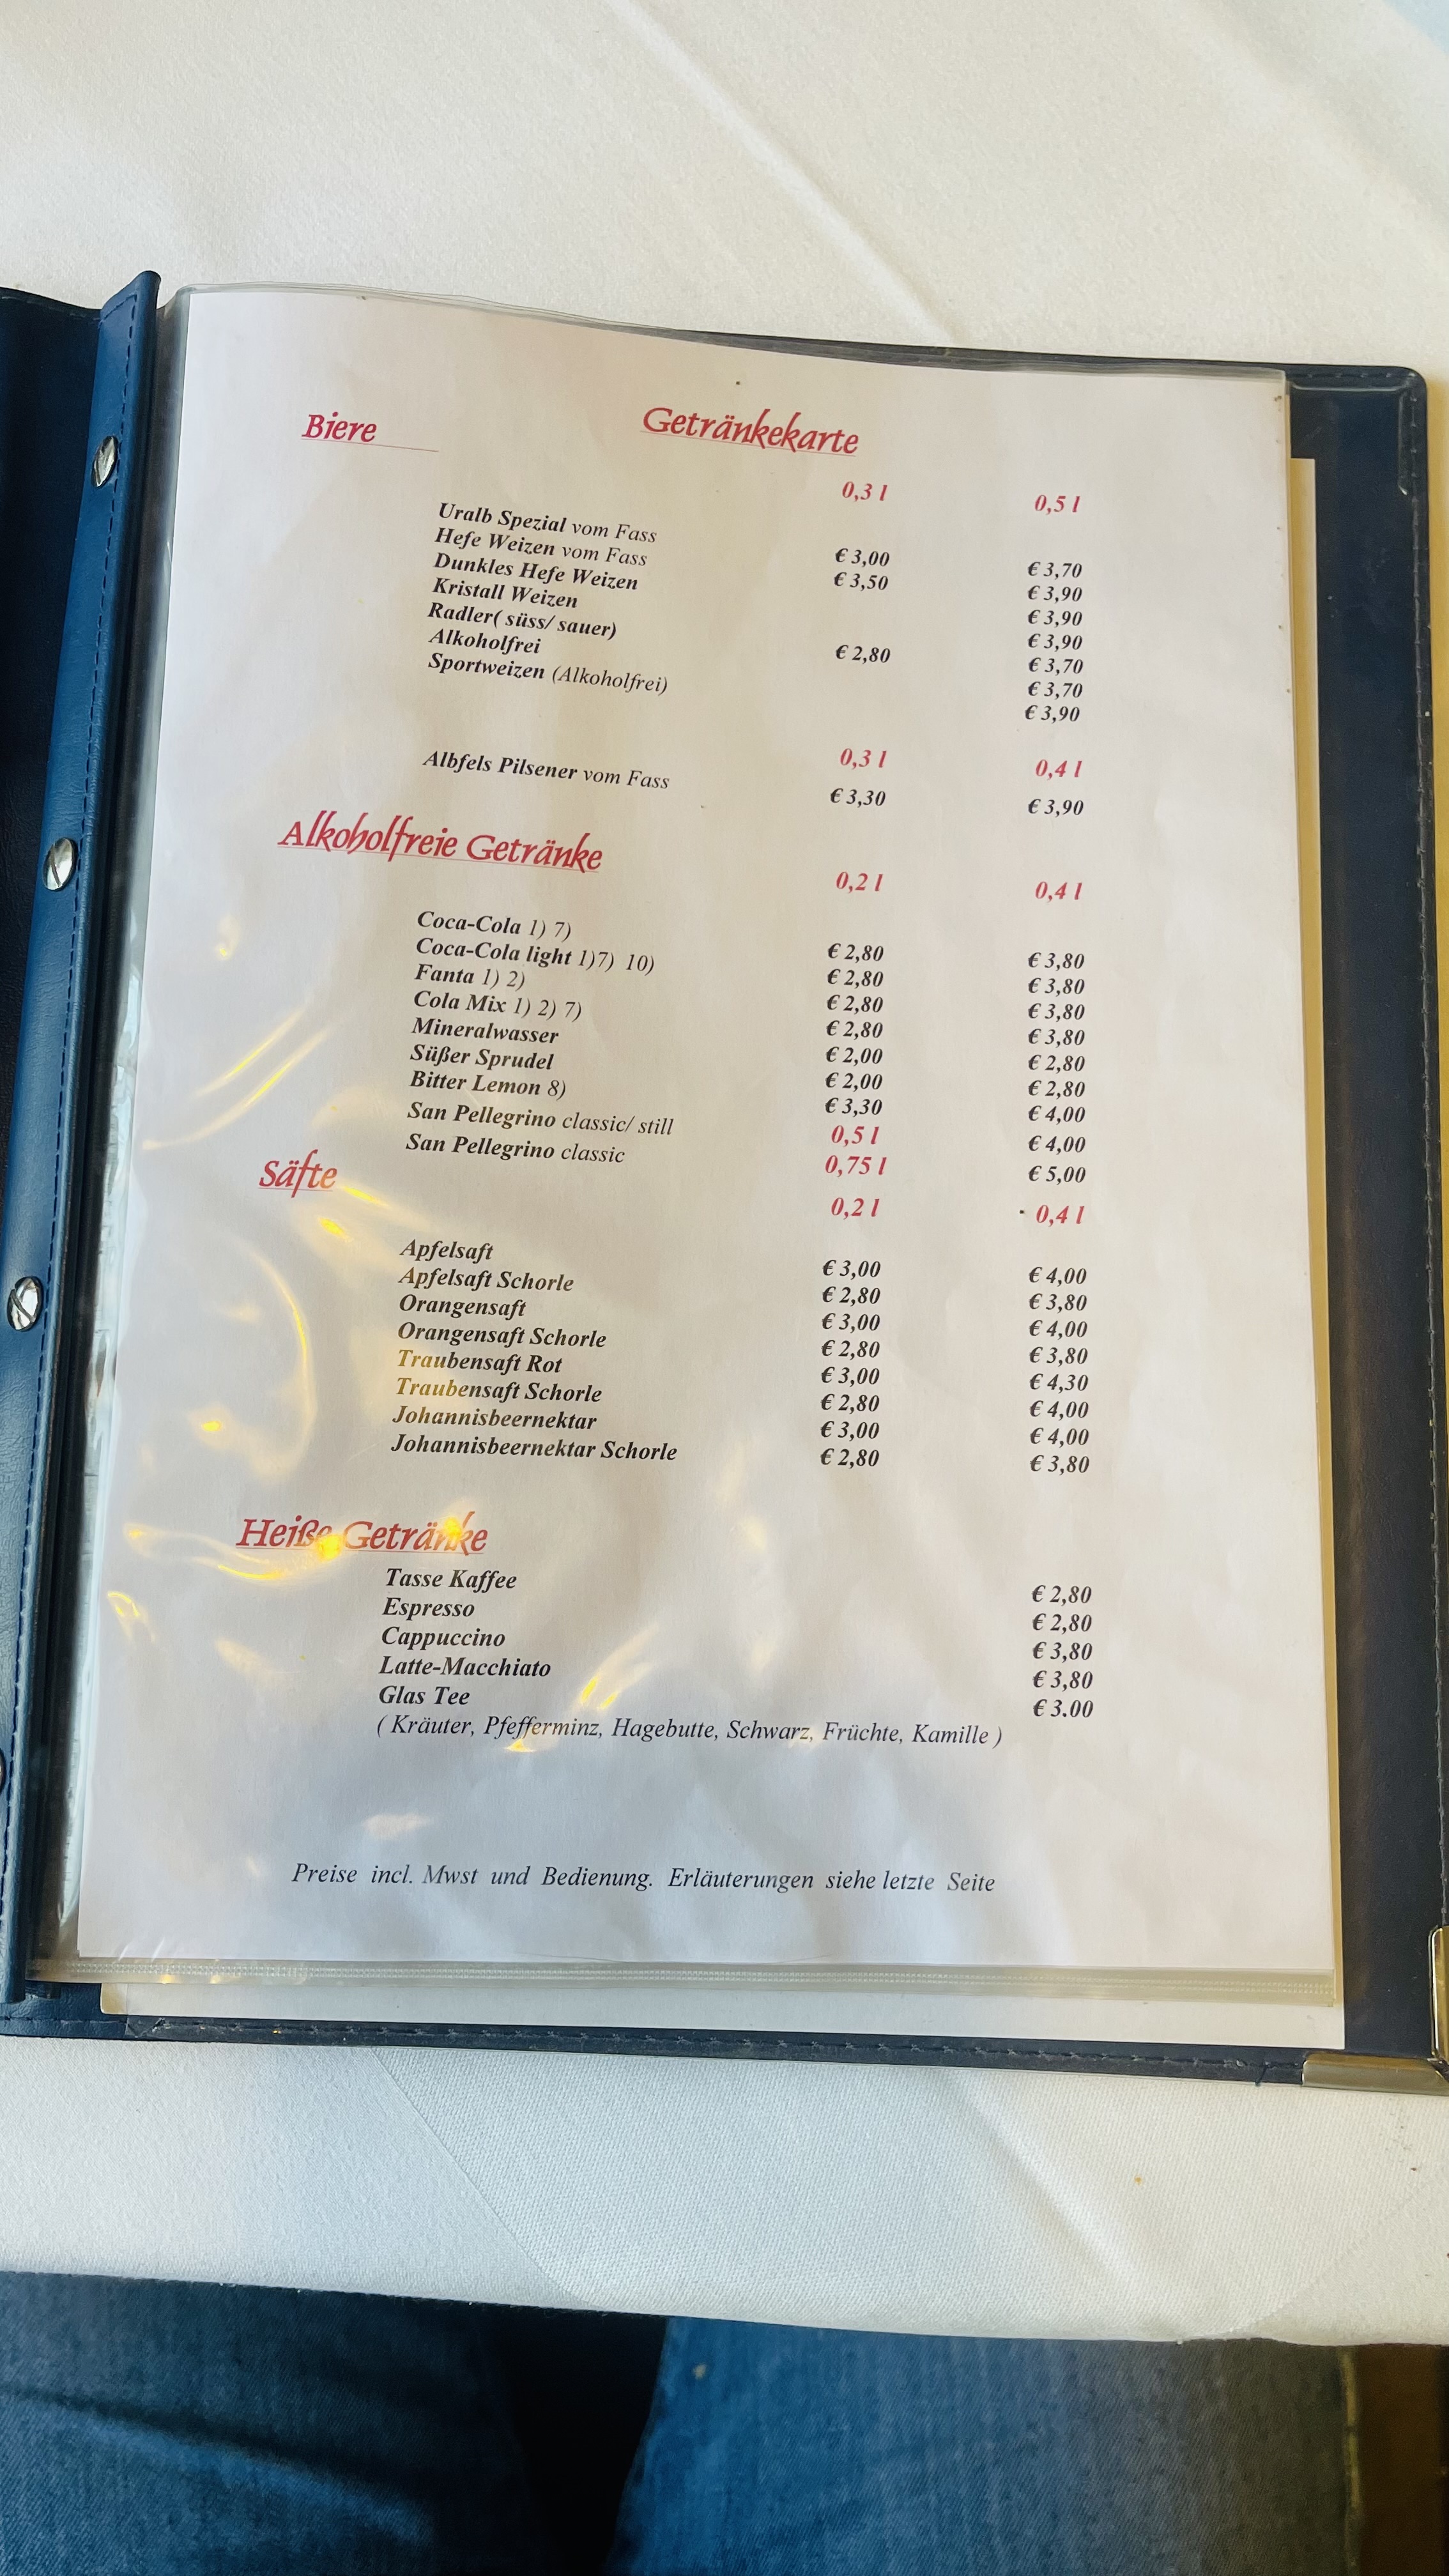 Biere Getränkekarte
0,3 l 0,5 l
Uralb Spezial vom Fass € 3,00 € 3,70
Hefe Weizen vom Fass € 3,50 € 3,90
Dunkles Hefe Weizen € 3,90
Kristall Weizen € 3,90
Radler( süss/ sauer) € 2,80 € 3,70
Alkoholfrei € 3,70
Sportweizen (Alkoholfrei) € 3,90
0,3 l 0,4 l
Albfels Pilsener vom Fass € 3,30 € 3,90
Alkoholfreie Getränke
0,2 l 0,4 l
Coca-Cola 1) 7) € 2,80 € 3,80
Coca-Cola light 1)7) 10) € 2,80 € 3,80
Fanta 1) 2) € 2,80 € 3,80
Cola Mix 1) 2) 7) € 2,80 € 3,80
Mineralwasser € 2,00 € 2,80
Süßer Sprudel € 2,00 € 2,80
Bitter Lemon 8) € 3,30 € 4,00
San Pellegrino classic/ still 0,5 l € 4,00
San Pellegrino classic 0,75 l € 5,00
Säfte
0,2 l 0,4 l
Apfelsaft € 3,00 € 4,00
Apfelsaft Schorle € 2,80 € 3,80
Orangensaft € 3,00 € 4,00
Orangensaft Schorle € 2,80 € 3,80
Traubensaft Rot € 3,00 € 4,30
Traubensaft Schorle € 2,80 € 4,00
Johannisbeernektar € 3,00 € 4,00
Johannisbeernektar Schorle € 2,80 € 3,80
Heiße Getränke
Tasse Kaffee € 2,80
Espresso € 2,80
Cappuccino € 3,80
Latte-Macchiato € 3,80
Glas Tee € 3.00
( Kräuter, Pfefferminz, Hagebutte, Schwarz, Früchte, Kamille )
Preise incl. Mwst und Bedienung. Erläuterungen siehe letzte Seite